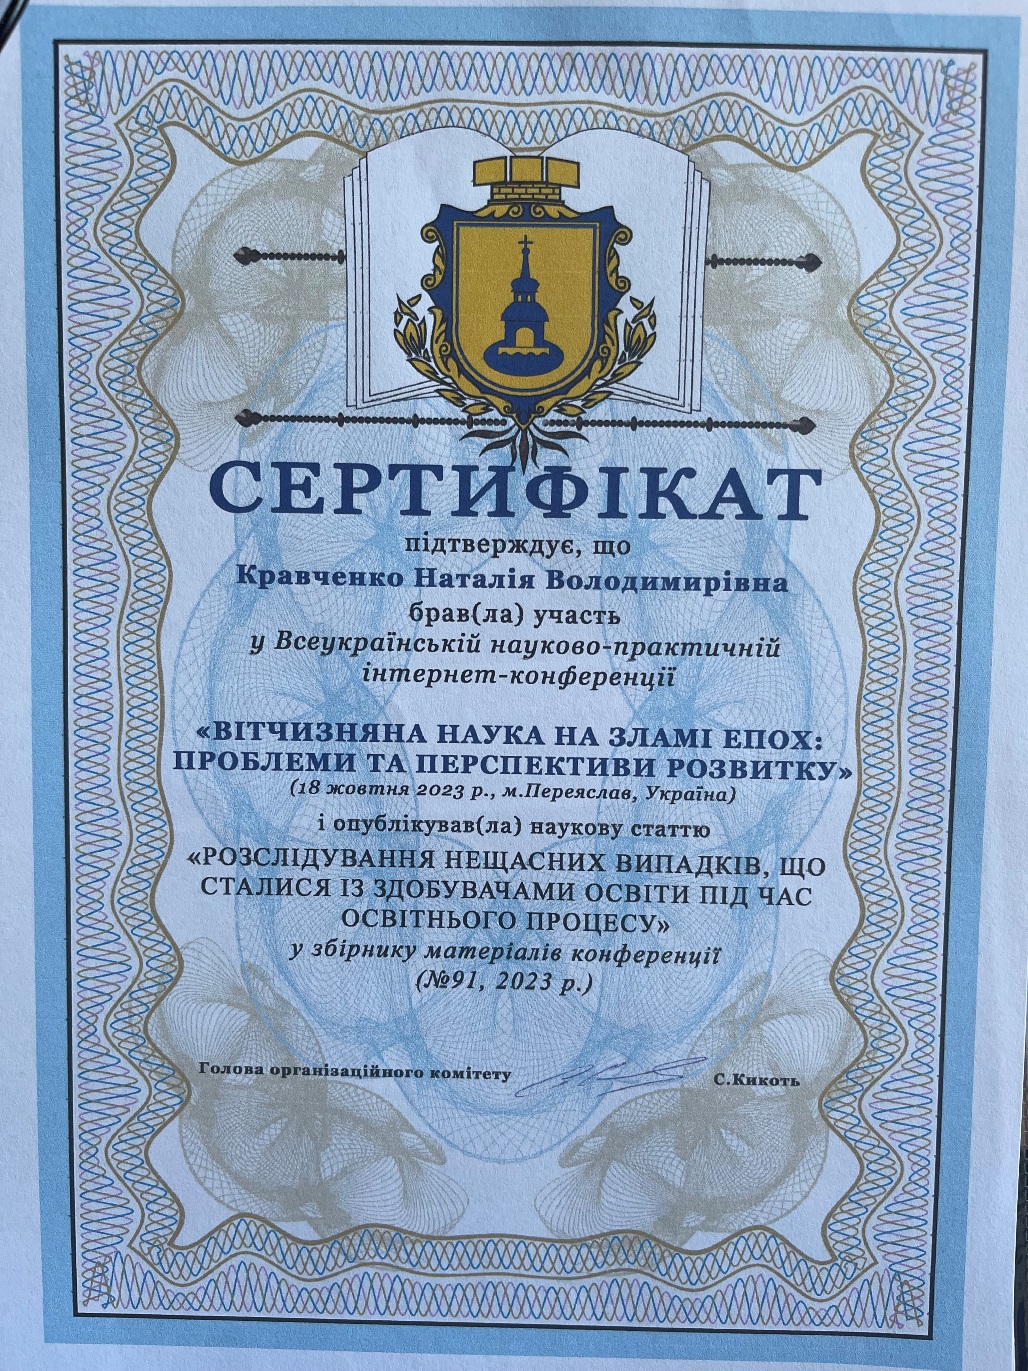 СЕРТИФІКАТ
підтверджує, що
Кравченко Наталія Володимирівна
брав(ла) участь
у Всеукраїнській науково-практичній
інтернет-конференції
«ВІТЧИЗНЯНА НАУКА НА ЗЛАМІ ЕПОХ:
ПРОБЛЕМИ ТА ПЕРСПЕКТИВИ РОЗВИТКУ»
(18 жовтня 2023 р., м.Переяслав, Україна)
і опублікував(ла) наукову статтю
«РОЗСЛІДУВАННЯ НЕЩАСНИХ ВИПАДКІВ, ЩО
СТАЛИСЯ ІЗ ЗДОБУВАЧАМИ ОСВІТИ ПІД ЧАС
ОСВІТНЬОГО ПРОЦЕСУ»
у збірнику матеріалів конференції
(№91, 2023 р.)
Голова організаційного комітету С.Кикоть